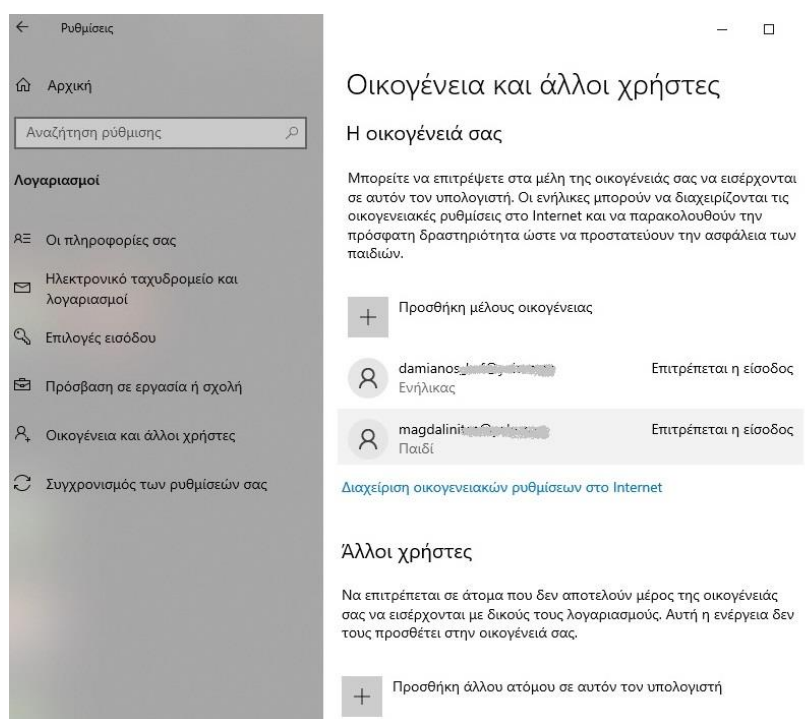 Ρυθμίσεις
Αρχική
Αναζήτηση ρύθμισης
Λογαριασμοί
Οι πληροφορίες σας
Ηλεκτρονικό ταχυδρομείο και
λογαριασμοί
Επιλογές εισόδου
Πρόσβαση σε εργασία ή σχολή
Οικογένεια και άλλοι χρήστες
Συγχρονισμός των ρυθμίσεών σας
Οικογένεια και άλλοι χρήστες
Η οικογένειά σας
Μπορείτε να επιτρέψετε στα μέλη της οικογένειάς σας να εισέρχονται
σε αυτόν τον υπολογιστή. Οι ενήλικες μπορούν να διαχειρίζονται τις
οικογενειακές ρυθμίσεις στο Internet και να παρακολουθούν την
πρόσφατη δραστηριότητα ώστε να προστατεύουν την ασφάλεια των
παιδιών.
Προσθήκη μέλους οικογένειας
damianos Επιτρέπεται η είσοδος
Ενήλικας
magdalinit Επιτρέπεται η είσοδος
Παιδί
Διαχείριση οικογενειακών ρυθμίσεων στο Internet
Άλλοι χρήστες
Να επιτρέπεται σε άτομα που δεν αποτελούν μέρος της οικογένειάς
σας να εισέρχονται με δικούς τους λογαριασμούς. Αυτή η ενέργεια δεν
τους προσθέτει στην οικογένειά σας.
Προσθήκη άλλου ατόμου σε αυτόν τον υπολογιστή